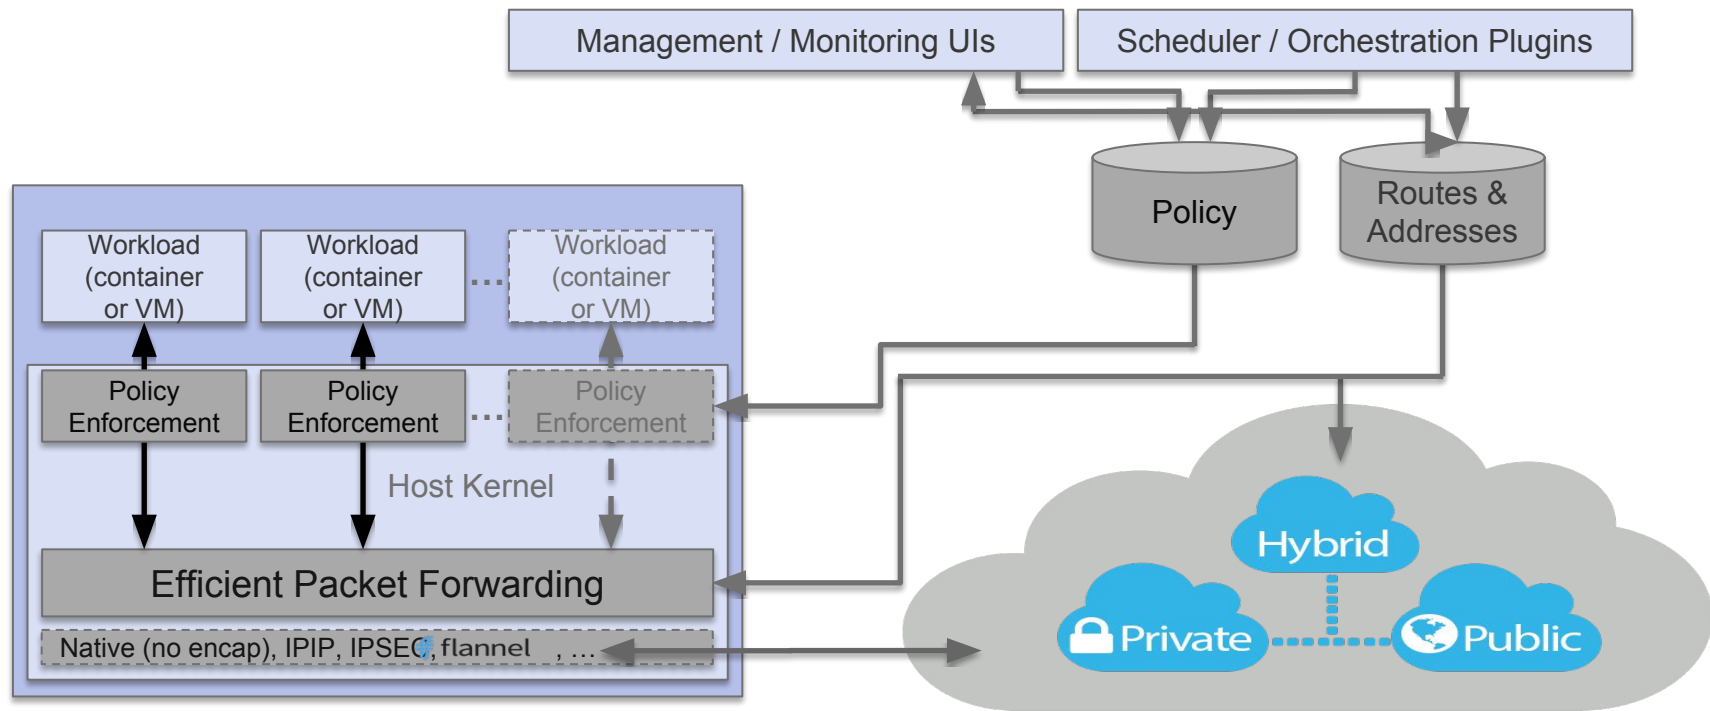 Management / Monitoring UIs
Scheduler / Orchestration Plugins
Policy
Routes &
Addresses
Workload
(container
or VM)
Workload
(container
or VM)
...
Workload
(container
or VM)
Policy
Enforcement
Policy
Enforcement
...
Policy
Enforcement
Host Kernel
Efficient Packet Forwarding
Native (no encap), IPIP, IPSEC, flannel , ...
Hybrid
Private
Public